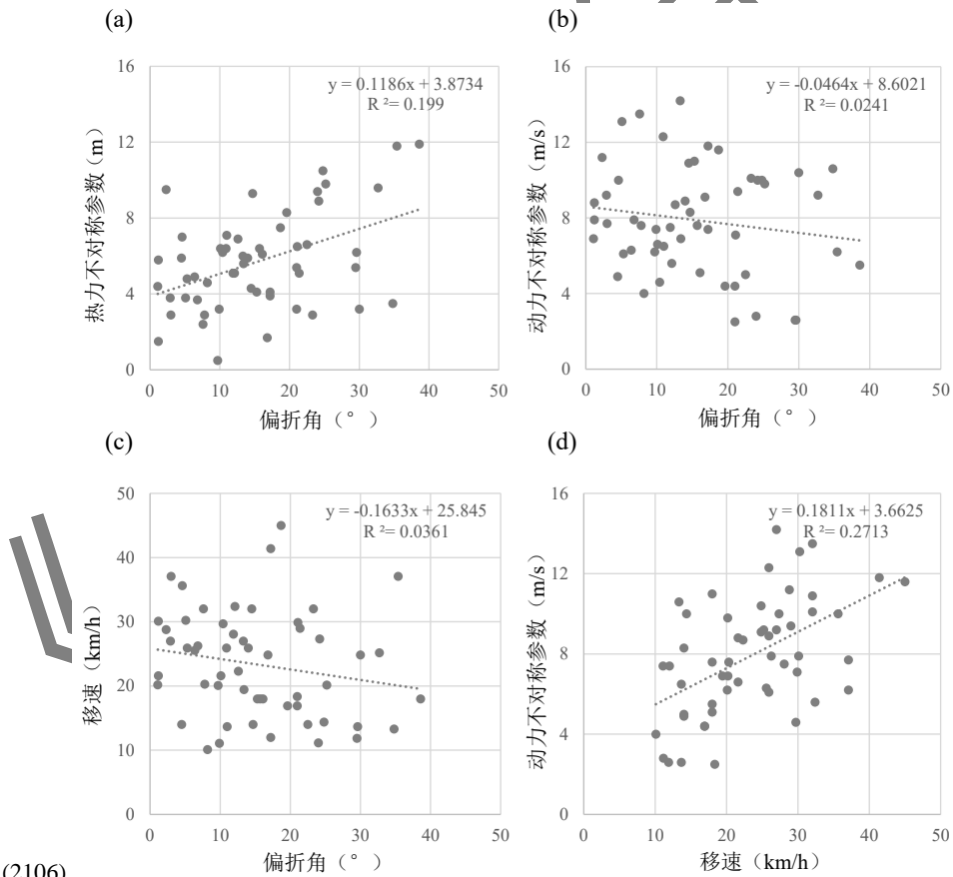 (a)
y = 0.1186x + 3.8734
R ²= 0.199
16
12
8
4
0
0 10 20 30 40 50
热力不对称参数（m）
偏折角（°）
(b)
y = -0.0464x + 8.6021
R ²= 0.0241
16
12
8
4
0
0 10 20 30 40 50
动力不对称参数（m/s）
偏折角（°）
(c)
y = -0.1633x + 25.845
R ²= 0.0361
50
40
30
20
10
0
0 10 20 30 40 50
移速（km/h）
偏折角（°）
(d)
y = 0.1811x + 3.6625
R ²= 0.2713
16
12
8
4
0
0 10 20 30 40 50
动力不对称参数（m/s）
移速（km/h）
(2106)